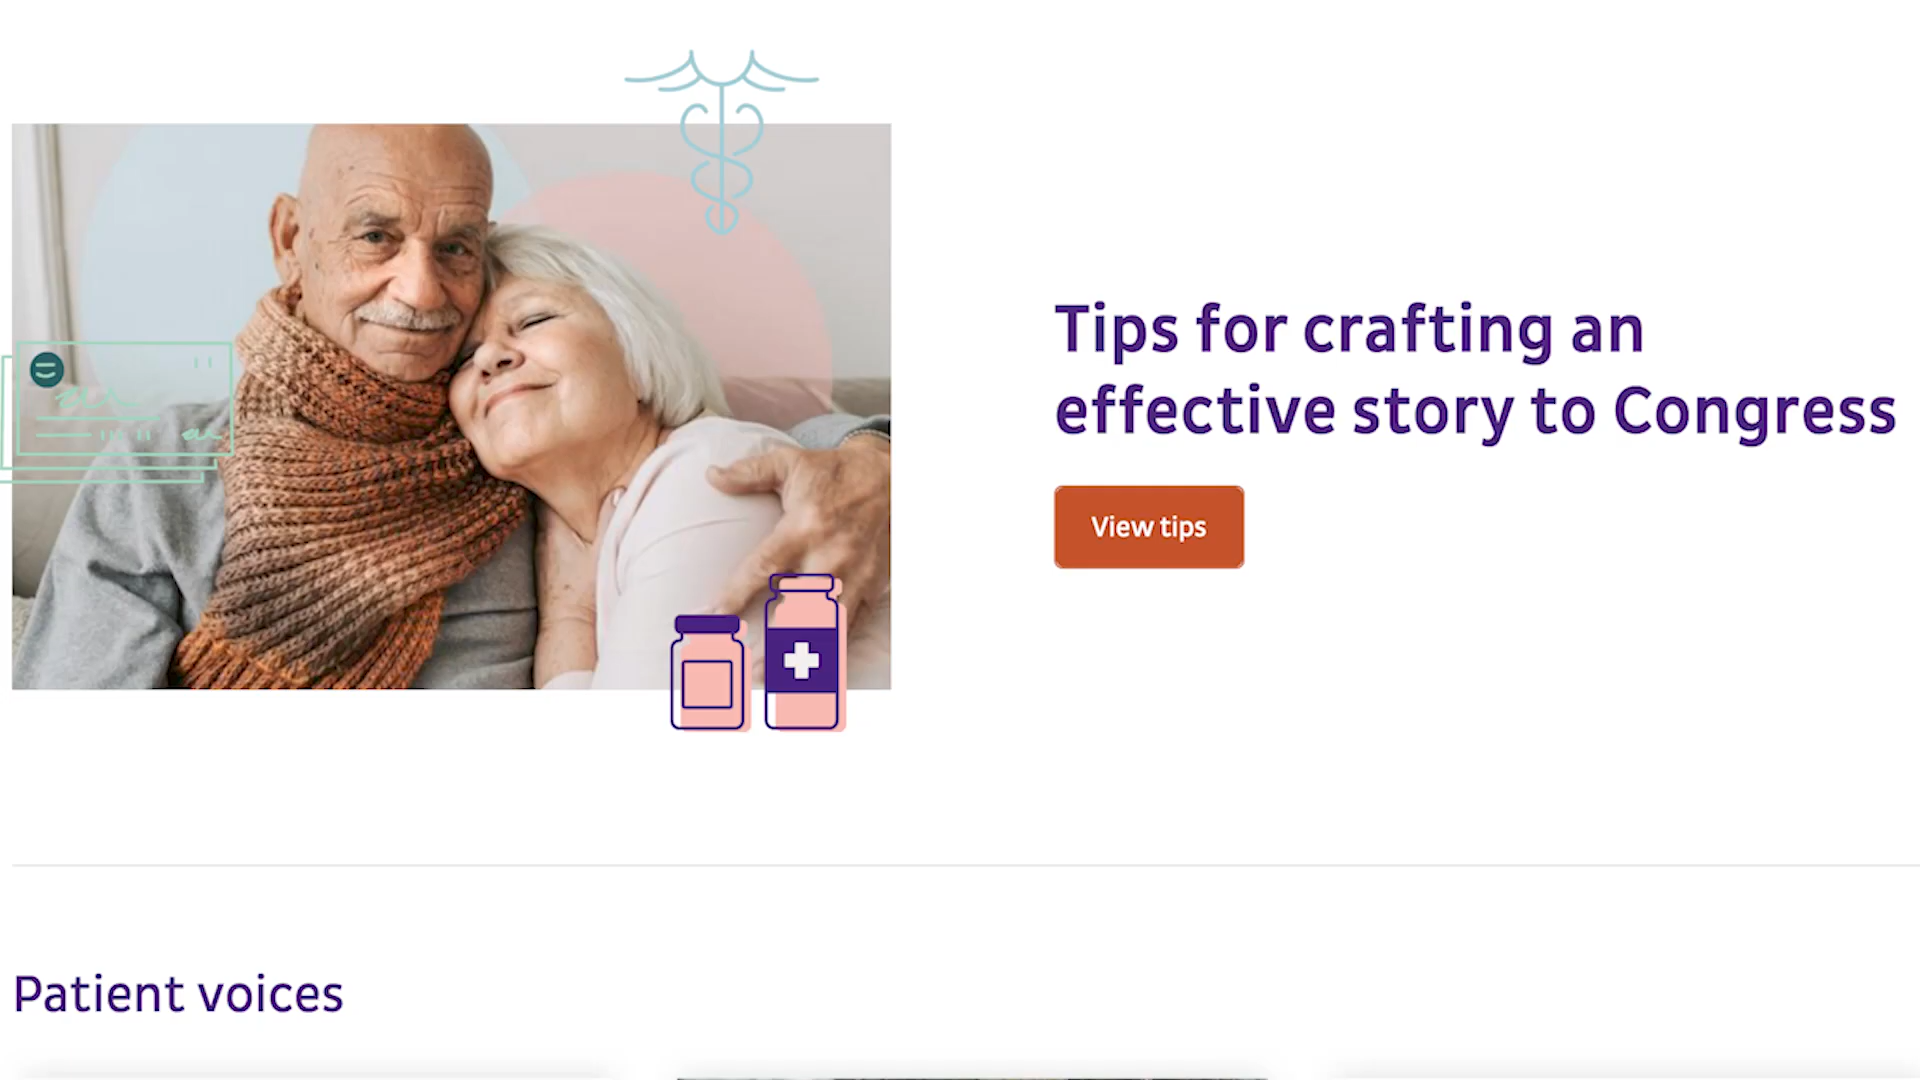 Tips for crafting an
effective story to Congress
View tips
Patient voices